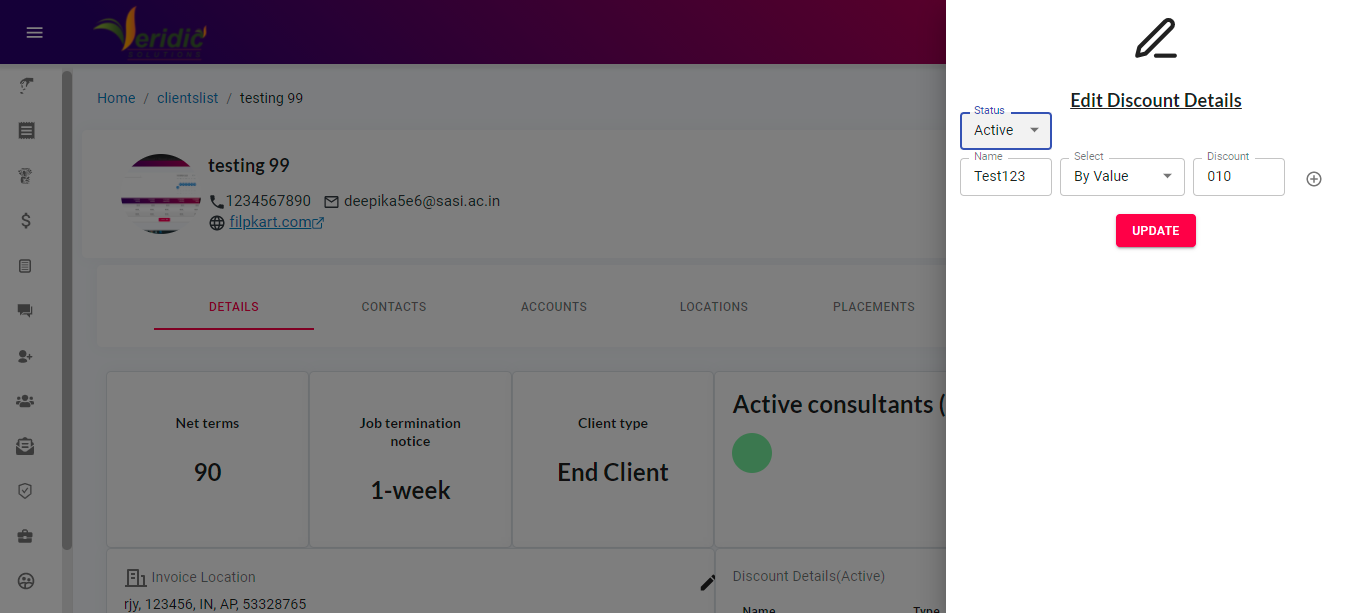 eridic
SOLUTIONS
Home / clientslist / testing 99
testing 99
1234567890 deepika5e6@sasi.ac.in
filpkart.com
DETAILS CONTACTS ACCOUNTS LOCATIONS PLACEMENTS
Net terms
90
Job termination
notice
1-week
Client type
End Client
Active consultants (
Invoice Location
rjy, 123456, IN, AP, 53328765
Discount Details(Active)
Name Type
Edit Discount Details
Status
Active
Name Select Discount
Test123 By Value 010
UPDATE